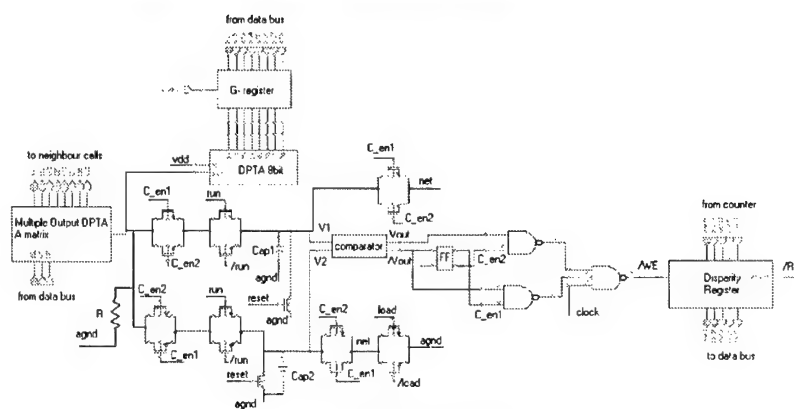 from data bus
G- register
to neighbour cells
vdd
DPTA 8bit
C_en1
C_en1
run
net
Multiple Output DPTA
A matrix
C_en2
from counter
V1
Vout
comparator
Cap1
C_en2
/run
V2
/Vout
FF
C_en2
/WE
Disparity
Register
/R
agnd
from data bus
C_en2
run
reset
C_en2
load
C_en1
R
agnd
clock
net
agnd
agnd
to data bus
C_en1
/run
reset
Cap2
C_en1
/load
agnd